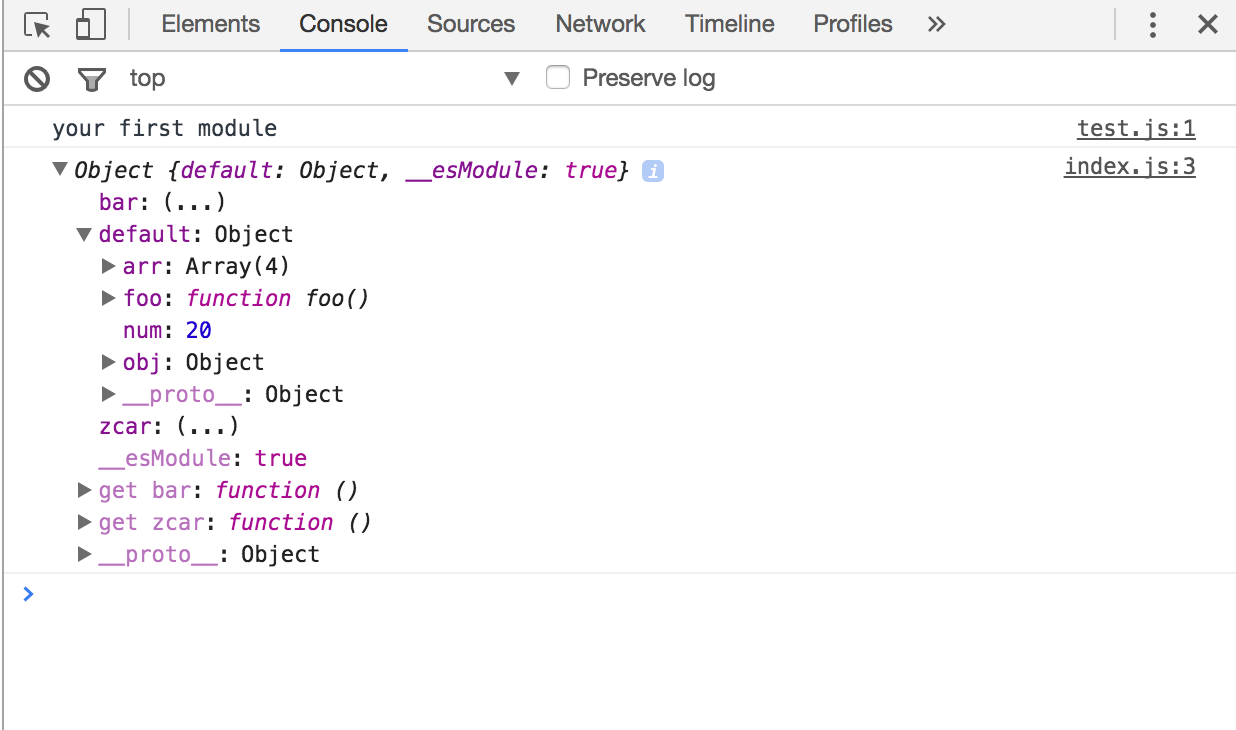 Elements Console Sources Network Timeline Profiles »
top ▼ Preserve log
your first module test.js:1
▼ Object {default: Object, __esModule: true} i index.js:3
bar: (...)
▼ default: Object
▶ arr: Array(4)
▶ foo: function foo()
num: 20
▶ obj: Object
▶ __proto__: Object
zcar: (...)
__esModule: true
▶ get bar: function ()
▶ get zcar: function ()
▶ __proto__: Object
>